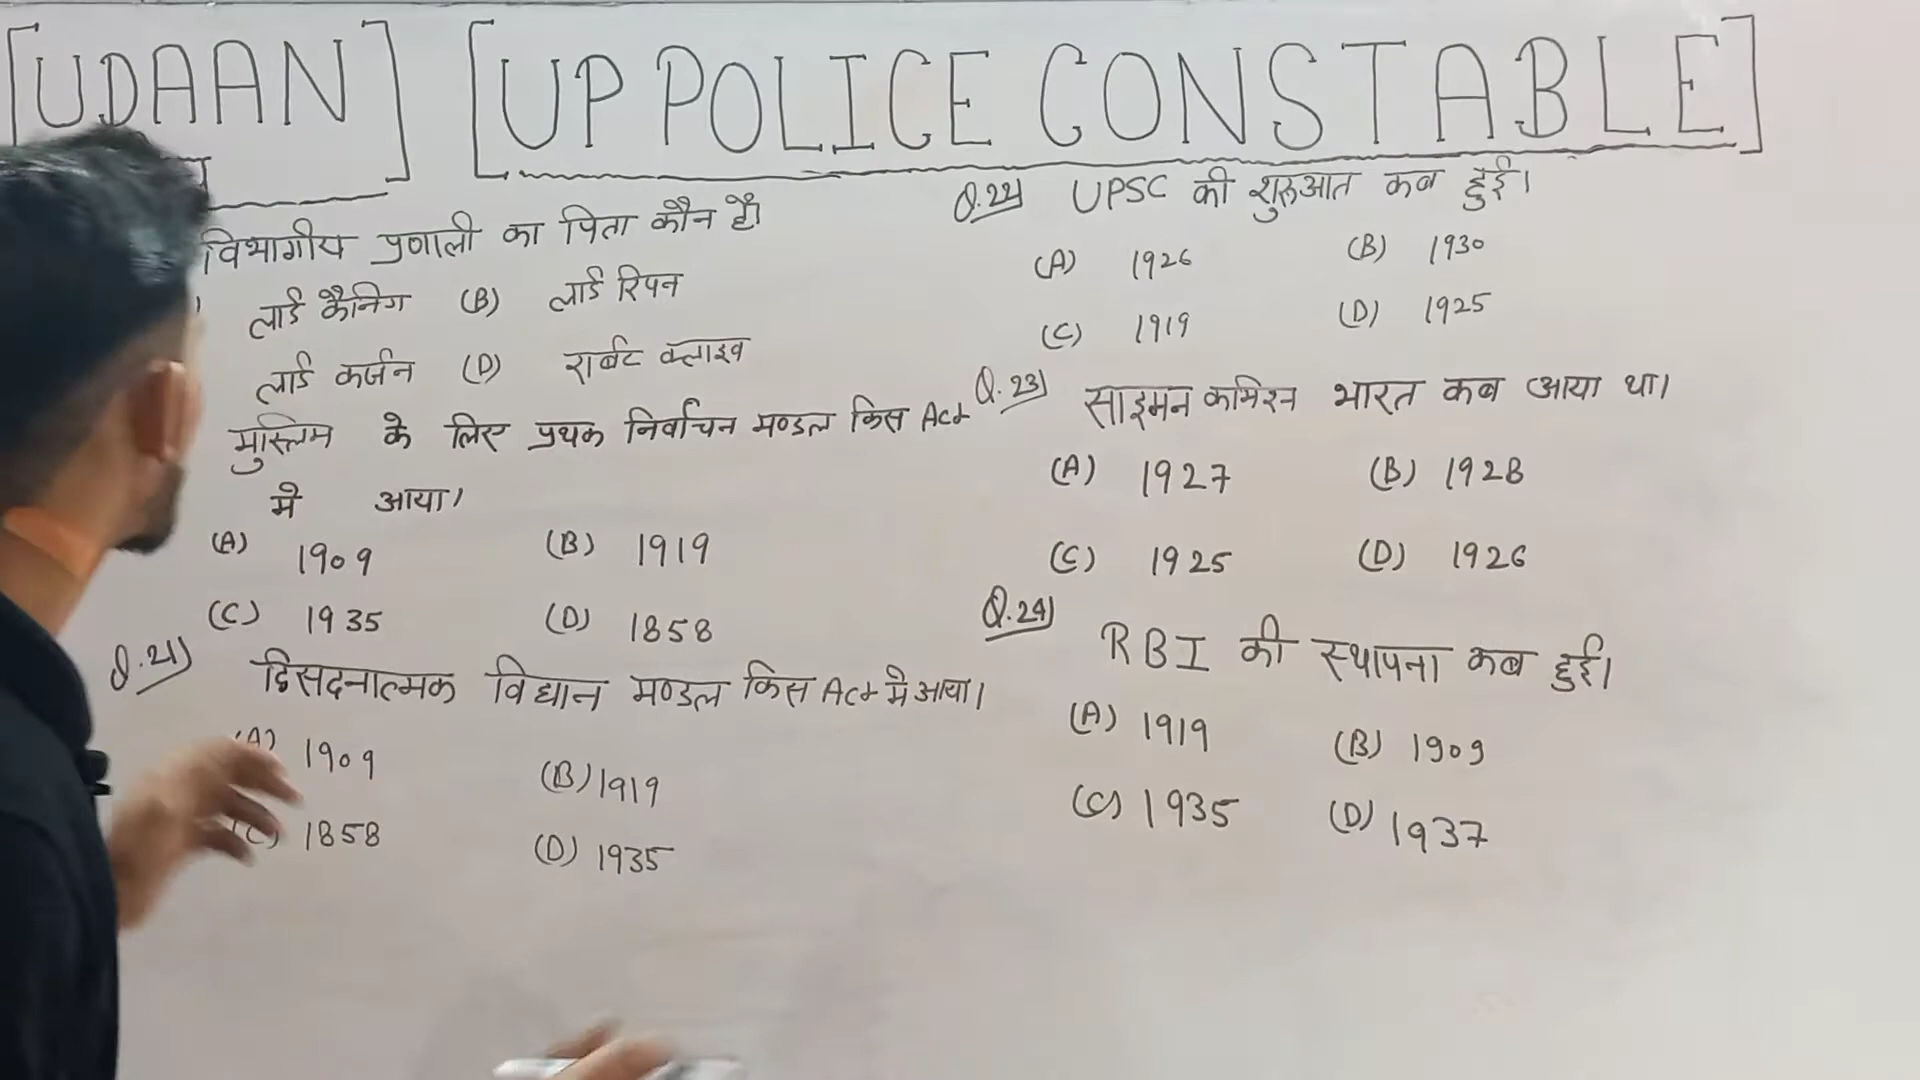 [UDAAN] [UP POLICE CONSTABLE]
विभागीय प्रणाली का पिता कौन है।
लार्ड कैनिग (B) लार्ड रिपन
लार्ड कर्जन (D) रार्बट क्लाइव
मुस्लिम के लिए प्रथक निर्वाचन मण्डल किस Act
मे आया।
(A) 1909 (B) 1919
(C) 1935 (D) 1858
Q.21) द्विसदनात्मक विधान मण्डल किस Act मे आया।
(A) 1909 (B) 1919
(C) 1858 (D) 1935
Q.22) UPSC की शुरुआत कब हुई।
(A) 1926 (B) 1930
(C) 1919 (D) 1925
Q.23) साइमन कमिशन भारत कब आया था।
(A) 1927 (B) 1928
(C) 1925 (D) 1926
Q.24) RBI की स्थापना कब हुई।
(A) 1919 (B) 1909
(C) 1935 (D) 1937